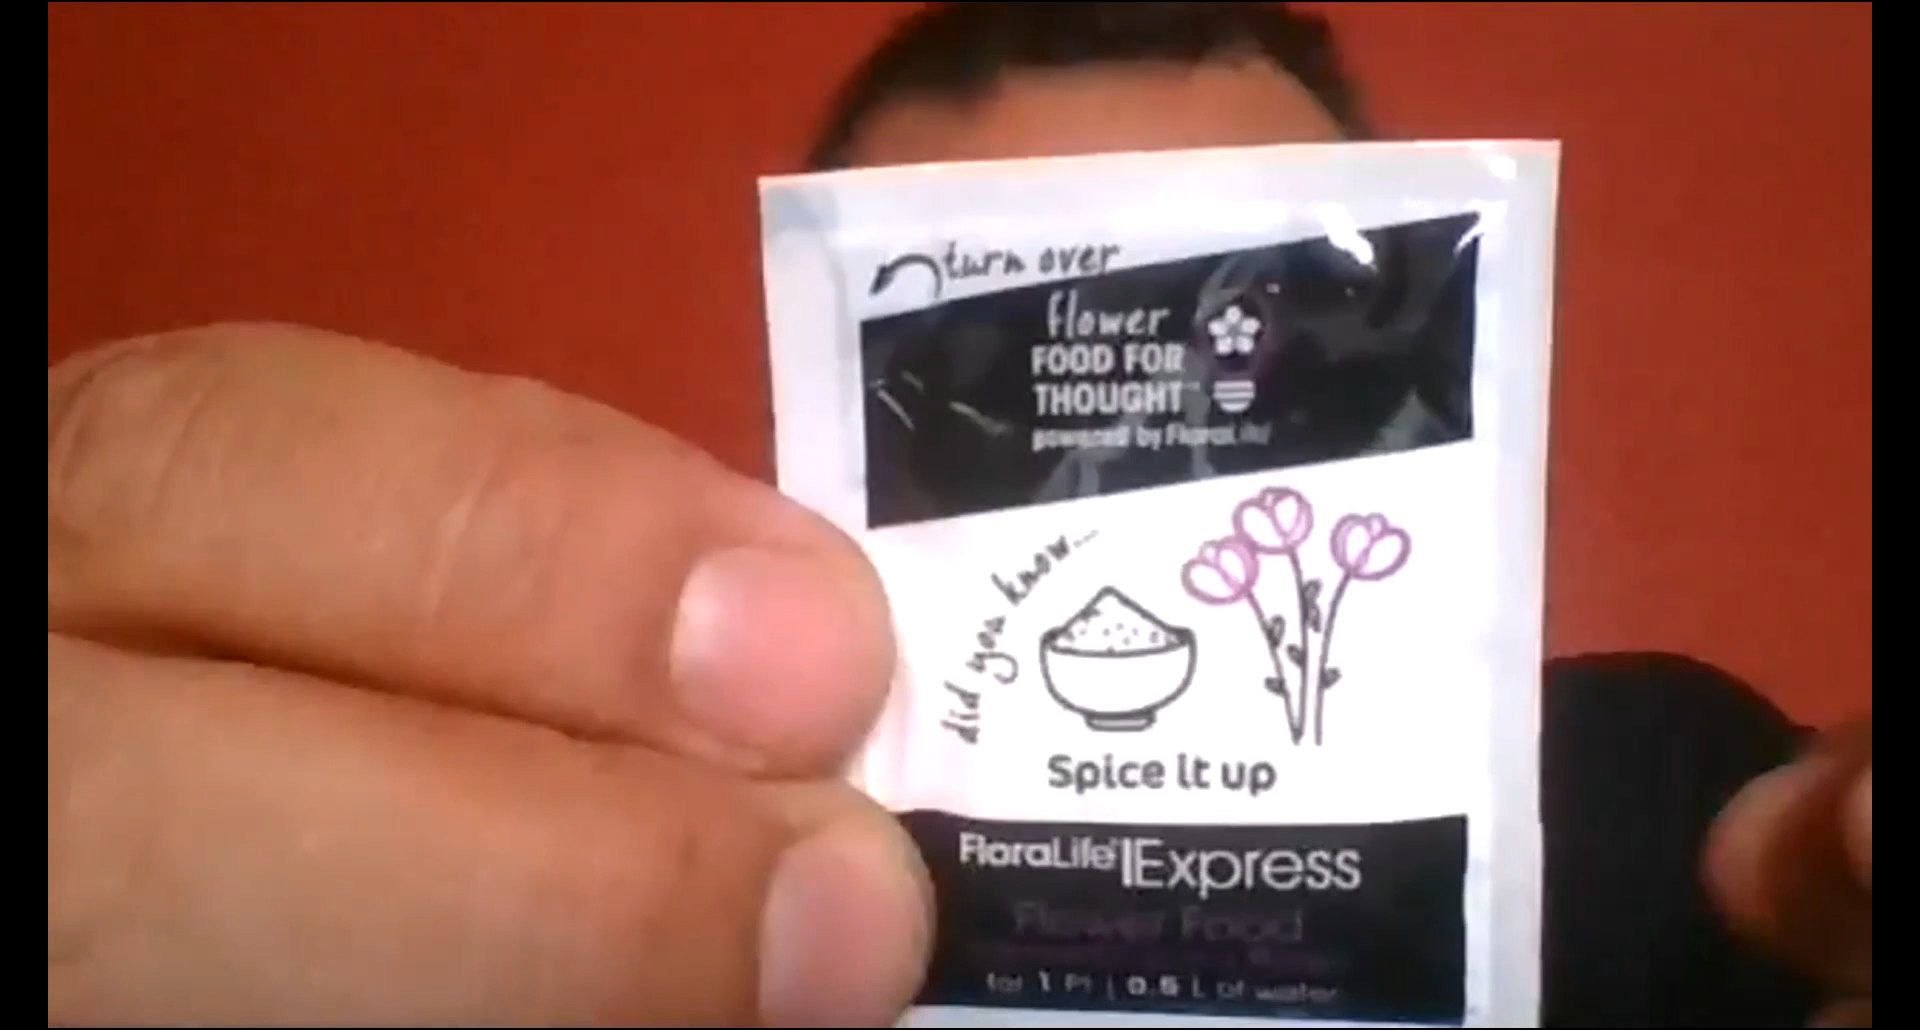 turn over
flower
FOOD FOR
THOUGHT™
powered by FloraLife®
did you know...
Spice it up
FloraLife® Express
Flower Food
for 1 Pt | 0.5 L of water